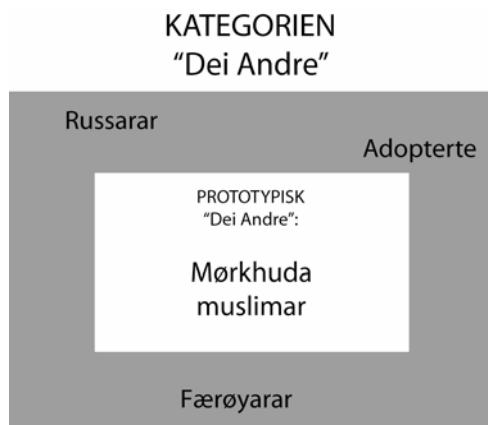 KATEGORIEN
“Dei Andre”
Russarar
Adopterte
PROTOTYPISK
“Dei Andre”:
Mørkhuda
muslimar
Færøyarar